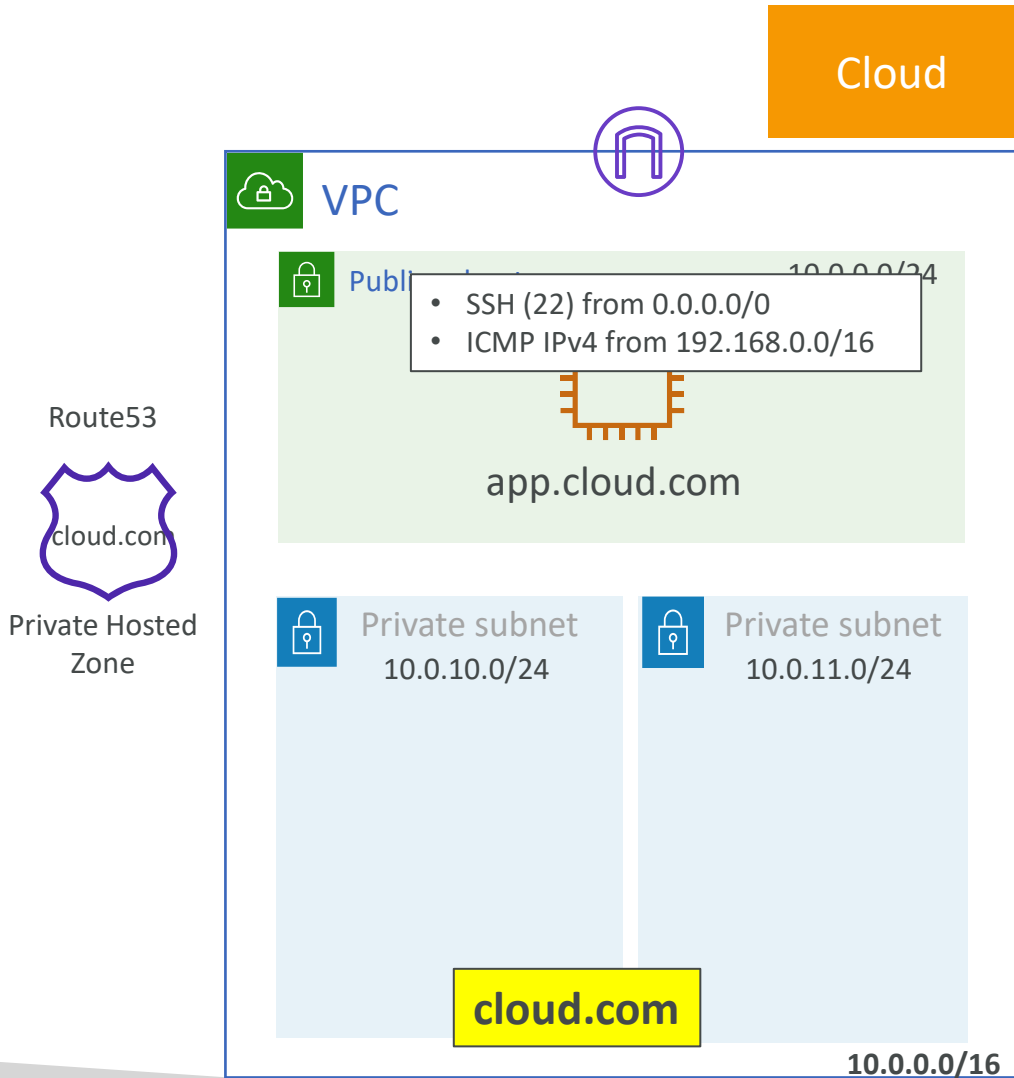 Cloud
VPC
10.0.0.0/24
• SSH (22) from 0.0.0.0/0
• ICMP IPv4 from 192.168.0.0/16
Route53
app.cloud.com
cloud.com
Private Hosted
Zone
Private subnet
10.0.10.0/24
Private subnet
10.0.11.0/24
cloud.com
10.0.0.0/16